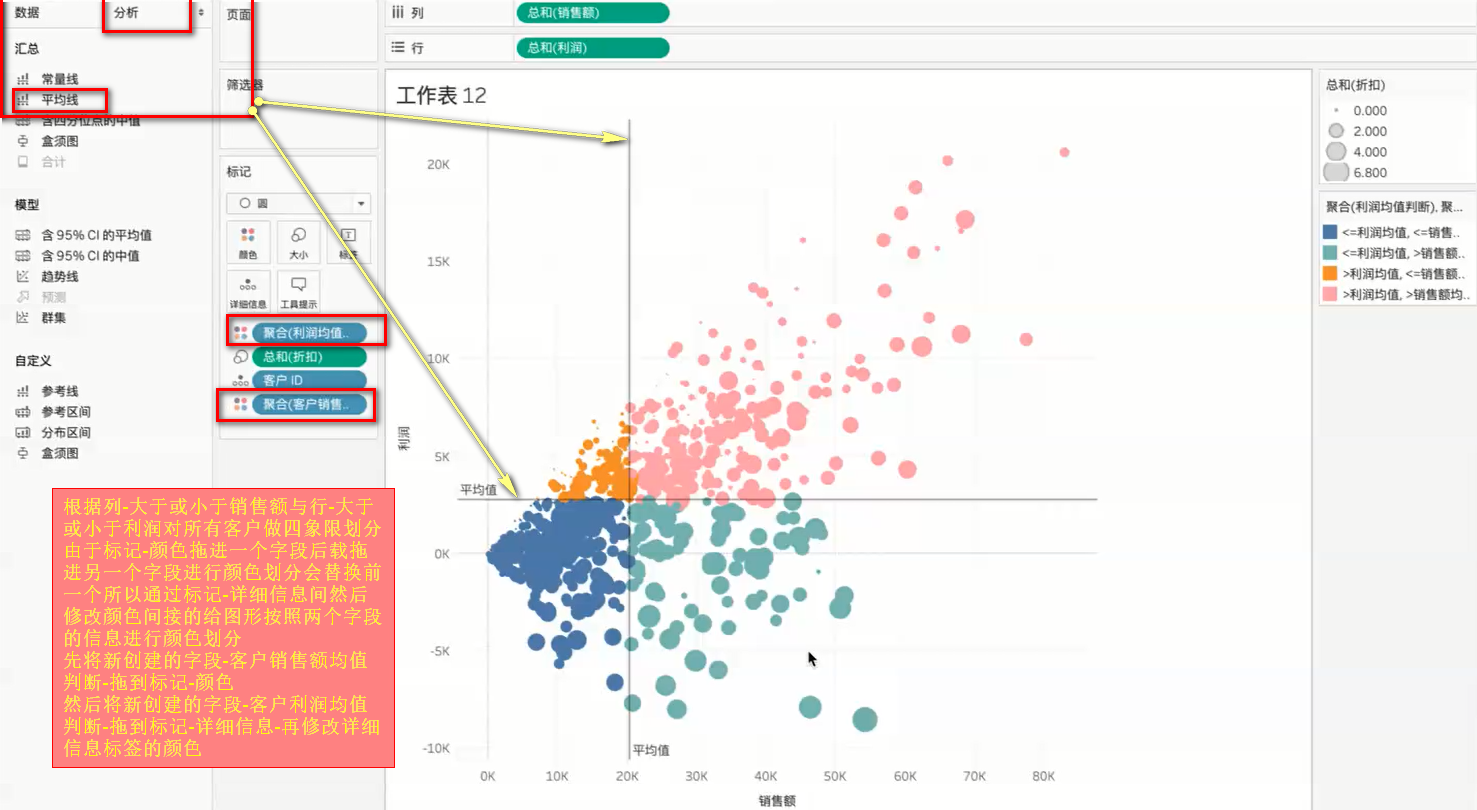 数据
分析
页面
列
总和(销售额)
行
总和(利润)
汇总
常量线
平均线
含四分位点的中值
盒须图
合计
模型
含 95% CI 的平均值
含 95% CI 的中值
趋势线
预测
群集
自定义
参考线
参考区间
分布区间
盒须图
筛选器
标记
圆
颜色
大小
标签
详细信息
工具提示
聚合(利润均值..
总和(折扣)
客户 ID
聚合(客户销售..
根据列-大于或小于销售额与行-大于
或小于利润对所有客户做四象限划分
由于标记-颜色拖进一个字段后载拖
进另一个字段进行颜色划分会替换前
一个所以通过标记-详细信息间然后
修改颜色间接的给图形按照两个字段
的信息进行颜色划分
先将新创建的字段-客户销售额均值
判断-拖到标记-颜色
然后将新创建的字段-客户利润均值
判断-拖到标记-详细信息-再修改详细
信息标签的颜色
工作表 12
20K
15K
10K
5K
0K
-5K
-10K
利润
平均值
平均值
0K
10K
20K
30K
40K
50K
60K
70K
80K
销售额
总和(折扣)
0.000
2.000
4.000
6.800
聚合(利润均值判断), 聚...
<=利润均值, <=销售..
<=利润均值, >销售额..
>利润均值, <=销售额..
>利润均值, >销售额均..